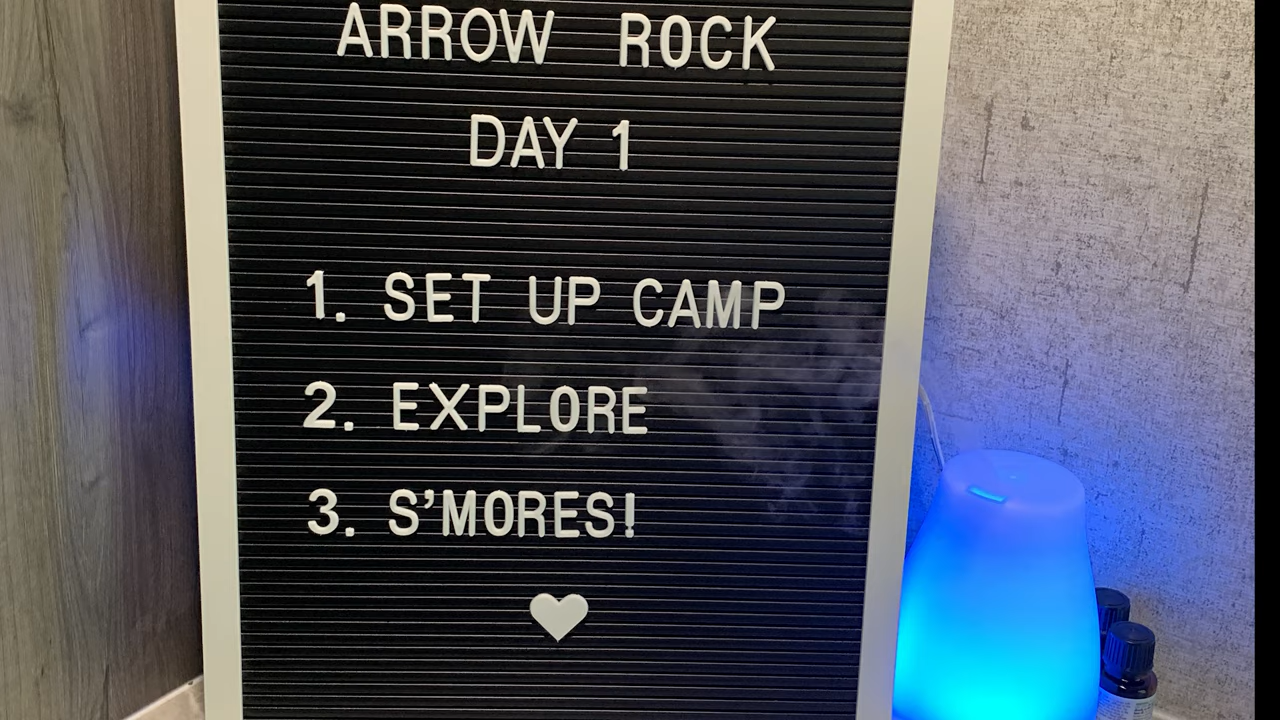 ARROW ROCK
DAY 1
1. SET UP CAMP
2. EXPLORE
3. S'MORES!